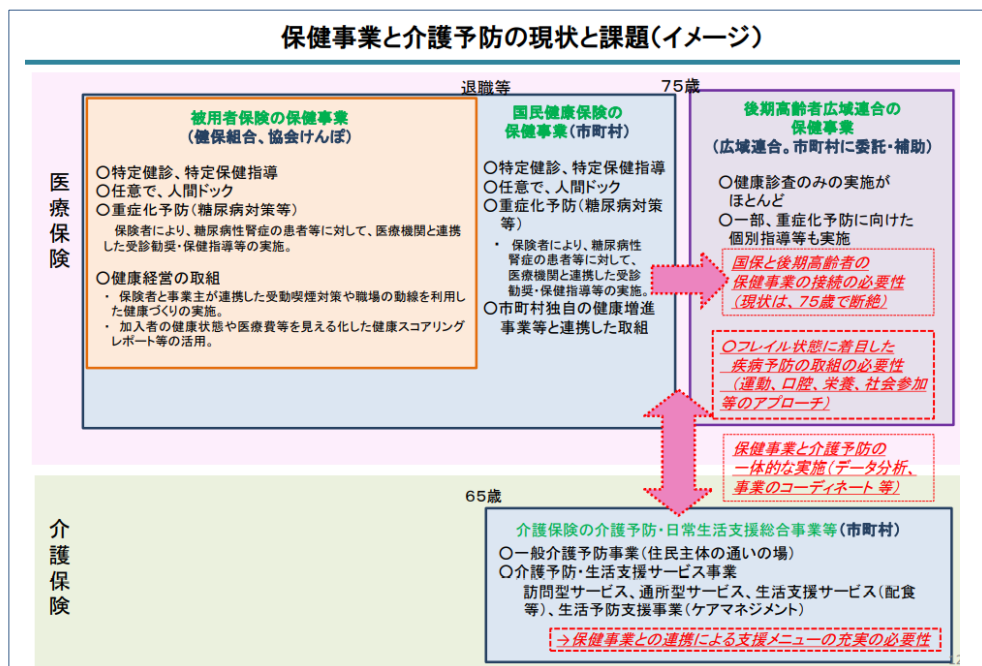 保健事業と介護予防の現状と課題(イメージ)
退職等
75歳
医療保険
被用者保険の保健事業
(健保組合、協会けんぽ)
〇特定健診、特定保健指導
〇任意で、人間ドック
〇重症化予防(糖尿病対策等)
保険者により、糖尿病性腎症の患者等に対して、医療機関と連携
した受診勧奨・保健指導等の実施。
〇健康経営の取組
・ 保険者と事業主が連携した受動喫煙対策や職場の動線を利用し
た健康づくりの実施。
・ 加入者の健康状態や医療費等を見える化した健康スコアリング
レポート等の活用。
国民健康保険の
保健事業(市町村)
〇特定健診、特定保健指導
〇任意で、人間ドック
〇重症化予防(糖尿病対策
等)
・ 保険者により、糖尿病性
腎症の患者等に対して、
医療機関と連携した受診
勧奨・保健指導等の実施。
〇市町村独自の健康増進
事業等と連携した取組
後期高齢者広域連合の
保健事業
(広域連合。市町村に委託・補助)
〇健康診査のみの実施が
ほとんど
〇一部、重症化予防に向けた
個別指導等も実施
国保と後期高齢者の
保健事業の接続の必要性
(現状は、75歳で断絶)
〇フレイル状態に着目した
疾病予防の取組の必要性
(運動、口腔、栄養、社会参加
等のアプローチ)
保健事業と介護予防の
一体的な実施(データ分析、
事業のコーディネート 等)
介護保険
65歳
介護保険の介護予防・日常生活支援総合事業等(市町村)
〇一般介護予防事業(住民主体の通いの場)
〇介護予防・生活支援サービス事業
訪問型サービス、通所型サービス、生活支援サービス(配食
等)、生活予防支援事業(ケアマネジメント)
→保健事業との連携による支援メニューの充実の必要性